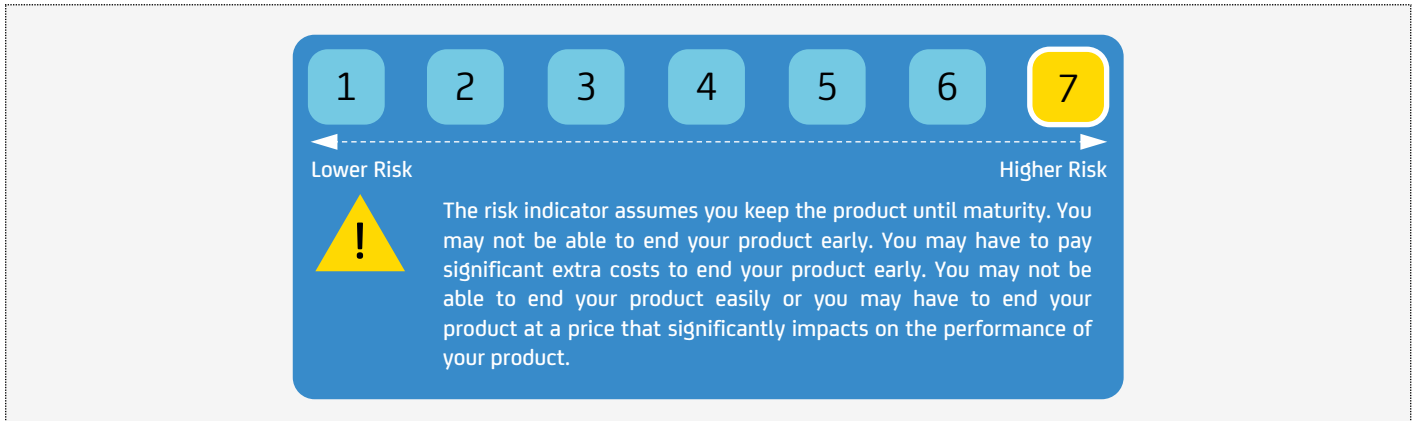 1 2 3 4 5 6 7
Lower Risk Higher Risk
!
The risk indicator assumes you keep the product until maturity. You
may not be able to end your product early. You may have to pay
significant extra costs to end your product early. You may not be
able to end your product easily or you may have to end your
product at a price that significantly impacts on the performance of
your product.